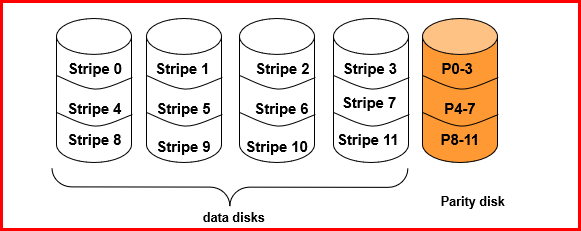 Stripe 0 Stripe 1 Stripe 2 Stripe 3 P0-3
Stripe 4 Stripe 5 Stripe 6 Stripe 7 P4-7
Stripe 8 Stripe 9 Stripe 10 Stripe 11 P8-11
data disks
Parity disk